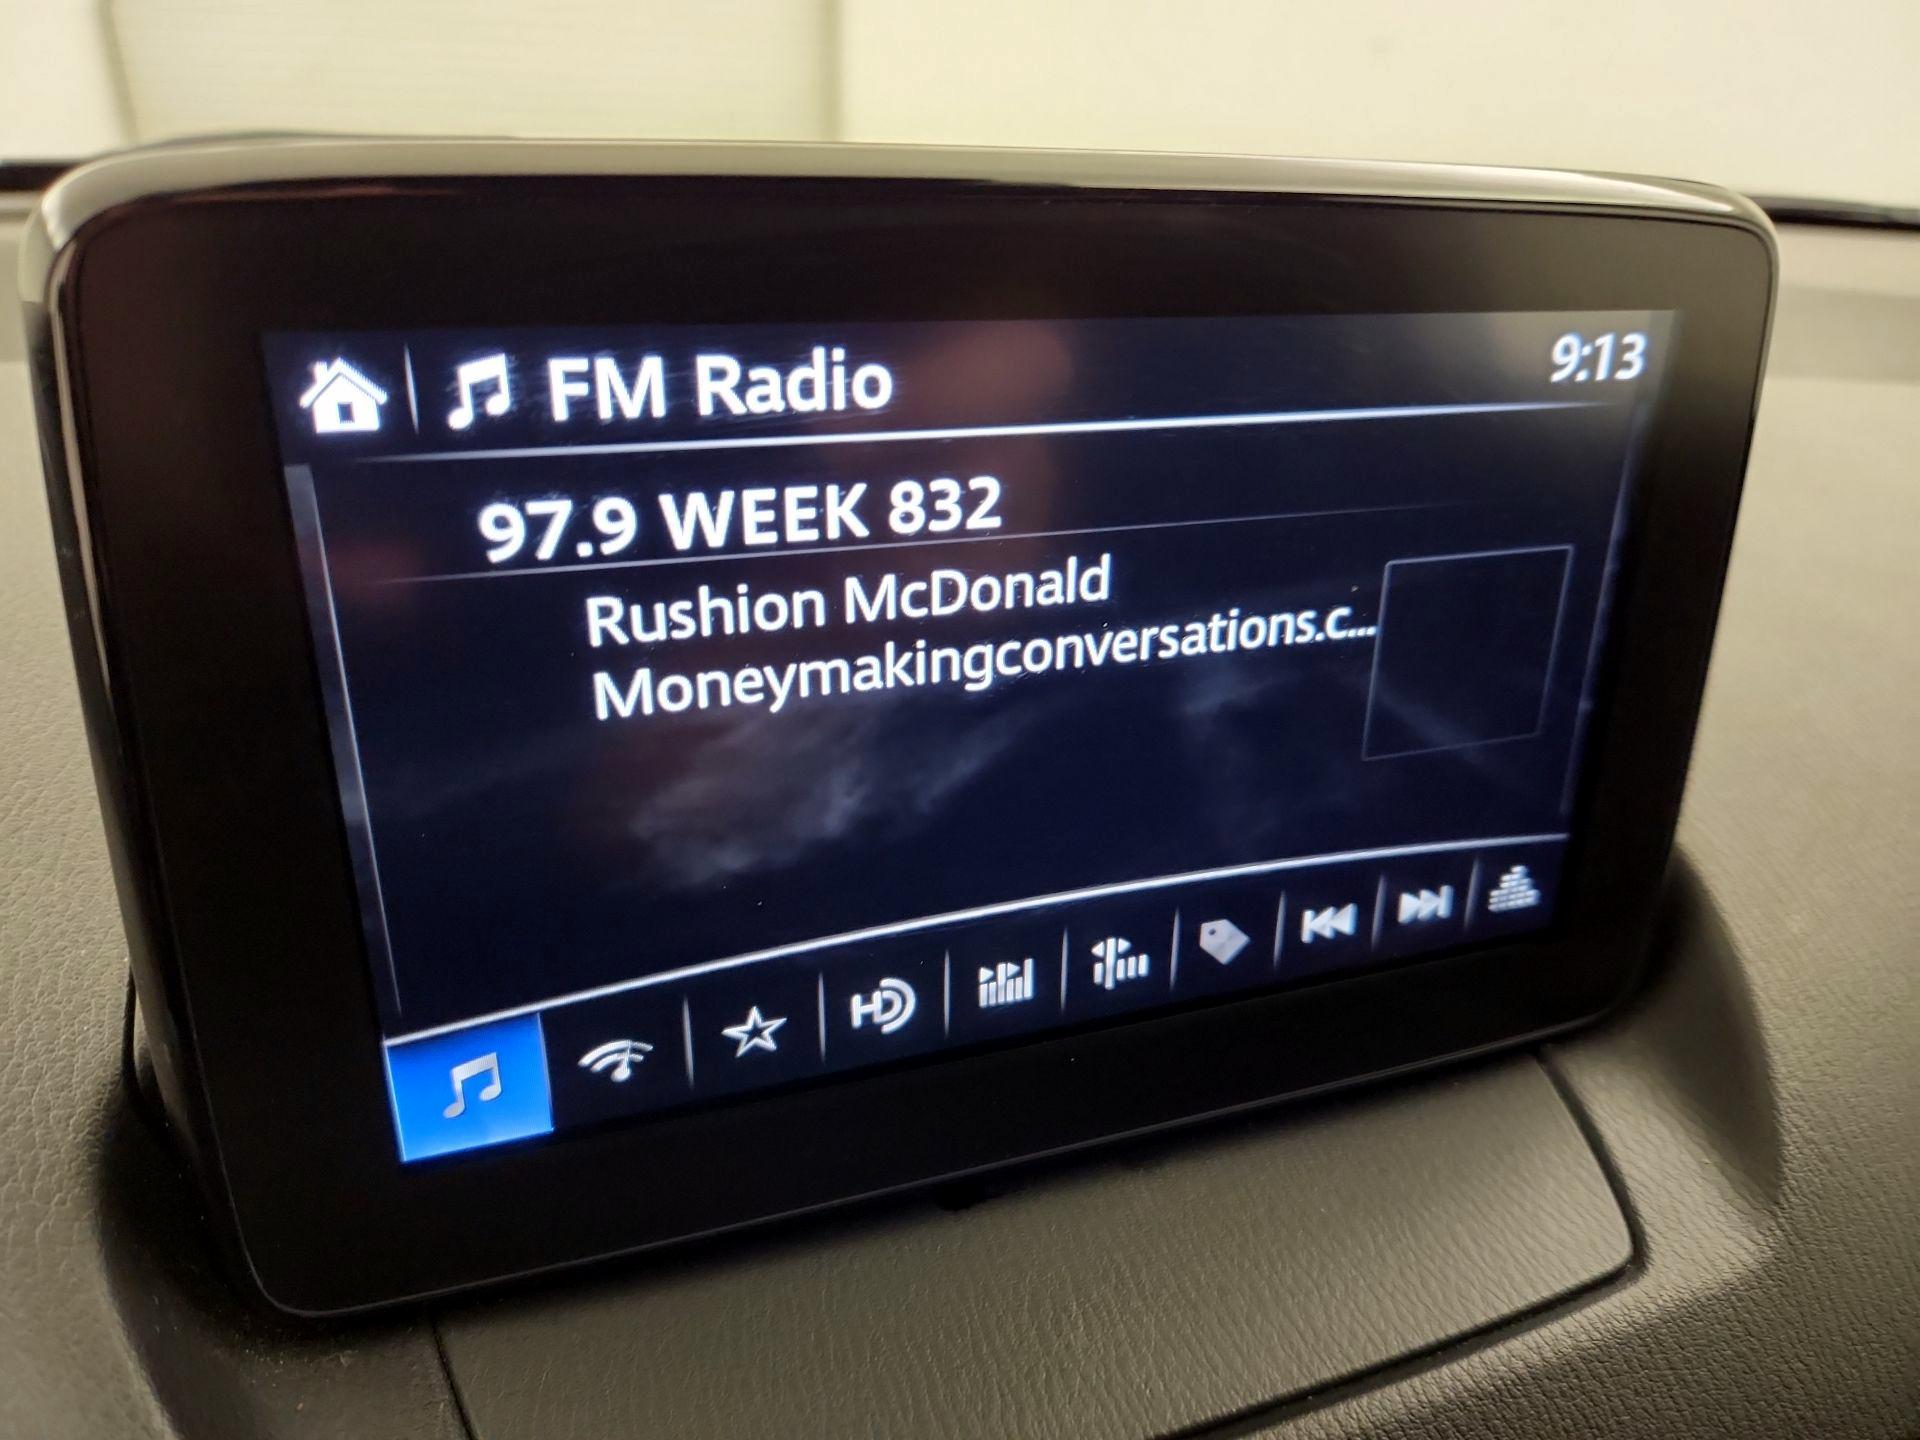 FM Radio
9:13
97.9 WEEK 832
Rushion McDonald
Moneymakingconversations.c...
HD